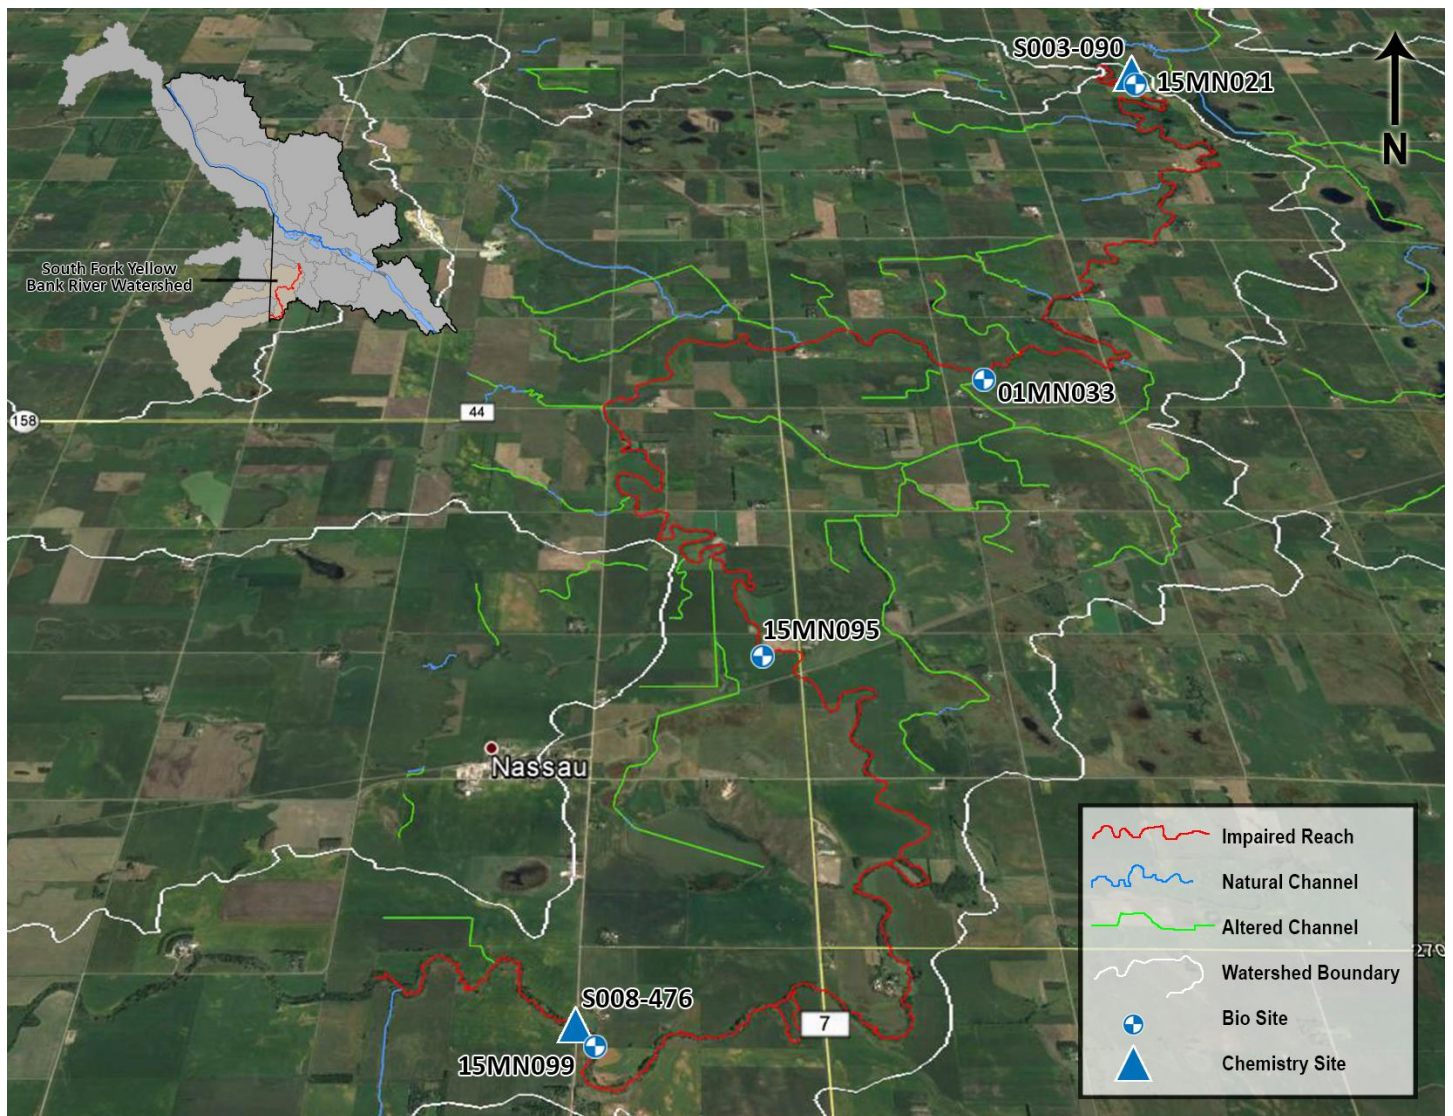 S003-090
15MN021
N
South Fork Yellow
Bank River Watershed
01MN033
158
44
15MN095
Nassau
Impaired Reach
Natural Channel
Altered Channel
270
Watershed Boundary
S008-476
7
Bio Site
15MN099
Chemistry Site